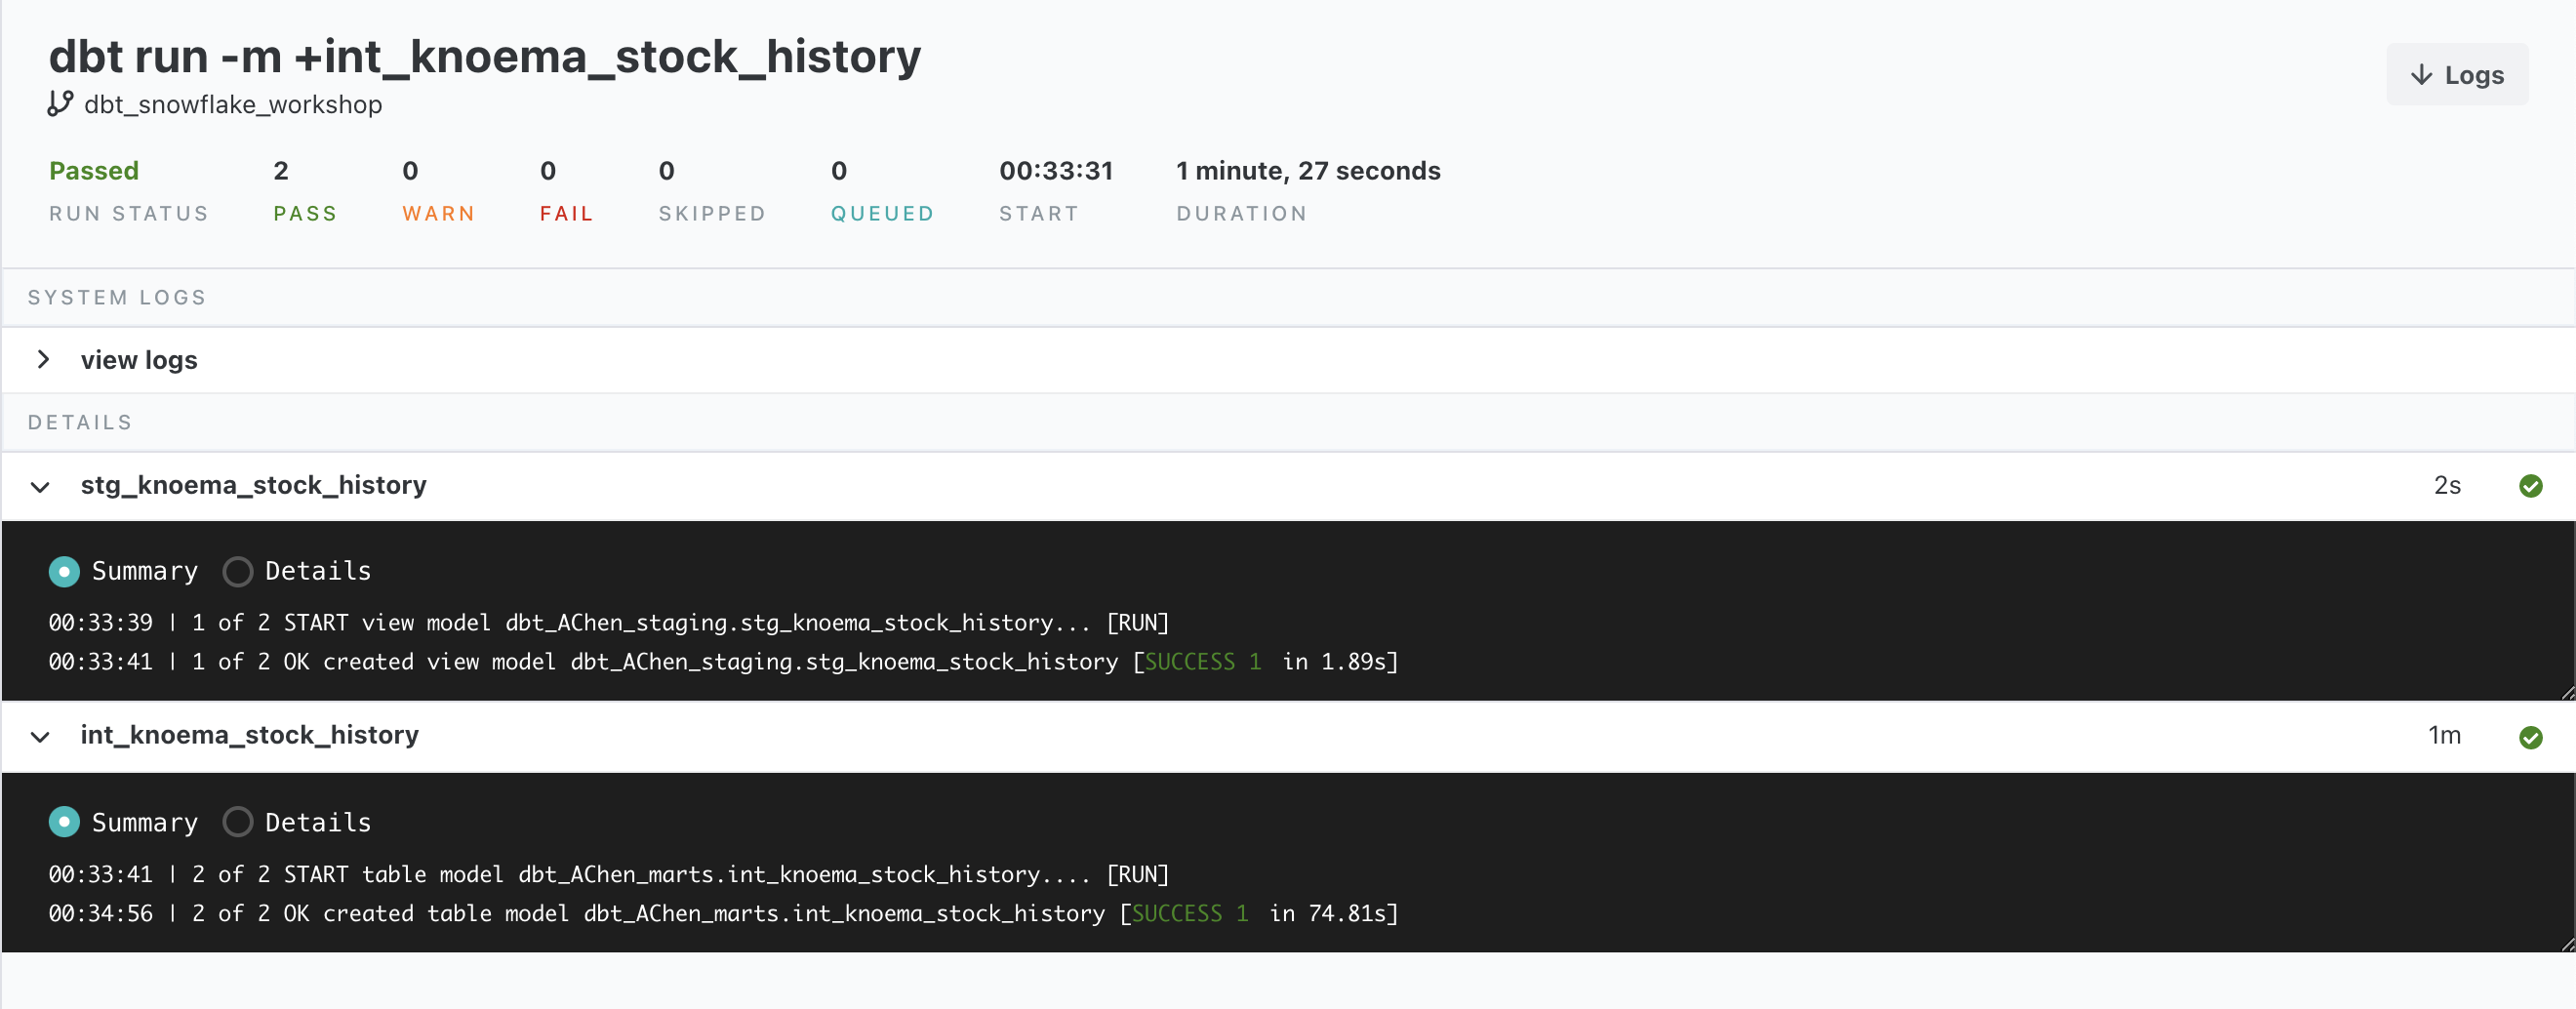 dbt run -m +int_knoema_stock_history
Logs
dbt_snowflake_workshop
Passed 2 0 0 0 0 00:33:31 1 minute, 27 seconds
RUN STATUS PASS WARN FAIL SKIPPED QUEUED START DURATION
SYSTEM LOGS
view logs
DETAILS
stg_knoema_stock_history 2s
Summary Details
00:33:39 | 1 of 2 START view model dbt_AChen_staging.stg_knoema_stock_history... [RUN]
00:33:41 | 1 of 2 OK created view model dbt_AChen_staging.stg_knoema_stock_history [SUCCESS 1 in 1.89s]
int_knoema_stock_history 1m
Summary Details
00:33:41 | 2 of 2 START table model dbt_AChen_marts.int_knoema_stock_history.... [RUN]
00:34:56 | 2 of 2 OK created table model dbt_AChen_marts.int_knoema_stock_history [SUCCESS 1 in 74.81s]